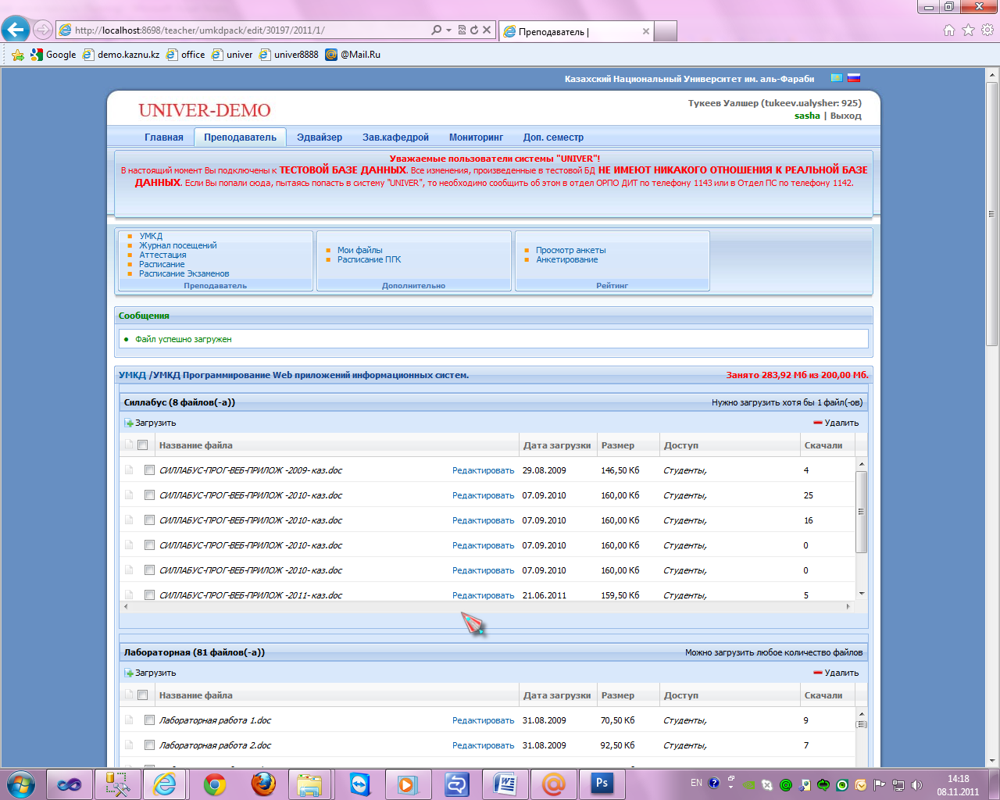 http://localhost:8698/teacher/umkdpack/edit/30197/2011/1/
Преподаватель |
Google demo.kaznu.kz office univer univer8888 @Mail.Ru
Казахский Национальный Университет им. аль-Фараби
UNIVER-DEMO
Тукеев Уалшер (tukeev.ualysher: 925)
sasha | Выход
Главная Преподаватель Эдвайзер Зав.кафедрой Мониторинг Доп. семестр
Уважаемые пользователи системы "UNIVER"!
В настоящий момент Вы подключены к ТЕСТОВОЙ БАЗЕ ДАННЫХ. Все изменения, произведенные в тестовой БД НЕ ИМЕЮТ НИКАКОГО ОТНОШЕНИЯ К РЕАЛЬНОЙ БАЗЕ
ДАННЫХ. Если Вы попали сюда, пытаясь попасть в систему "UNIVER", то необходимо сообщить об этом в отдел ОРПО ДИТ по телефону 1143 или в Отдел ПС по телефону 1142.
УМКД
Журнал посещений
Аттестация
Расписание
Расписание Экзаменов
Преподаватель
Мои файлы
Расписание ПГК
Дополнительно
Просмотр анкеты
Анкетирование
Рейтинг
Сообщения
Файл успешно загружен
УМКД /УМКД Программирование Web приложений информационных систем. Занято 283,92 Мб из 200,00 Мб.
Силлабус (8 файлов(-а)) Нужно загрузить хотя бы 1 файл(-ов)
Загрузить Удалить
Название файла Дата загрузки Размер Доступ Скачали
СИЛЛАБУС-ПРОГ-ВЕБ-ПРИЛОЖ -2009- каз.doc Редактировать 29.08.2009 146,50 Кб Студенты, 4
СИЛЛАБУС-ПРОГ-ВЕБ-ПРИЛОЖ -2010- каз.doc Редактировать 07.09.2010 160,00 Кб Студенты, 25
СИЛЛАБУС-ПРОГ-ВЕБ-ПРИЛОЖ -2010- каз.doc Редактировать 07.09.2010 160,00 Кб Студенты, 16
СИЛЛАБУС-ПРОГ-ВЕБ-ПРИЛОЖ -2010- каз.doc Редактировать 07.09.2010 160,00 Кб Студенты, 0
СИЛЛАБУС-ПРОГ-ВЕБ-ПРИЛОЖ -2010- каз.doc Редактировать 07.09.2010 160,00 Кб Студенты, 0
СИЛЛАБУС-ПРОГ-ВЕБ-ПРИЛОЖ -2011- каз.doc Редактировать 21.06.2011 159,50 Кб Студенты, 5
Лабораторная (81 файлов(-а)) Можно загрузить любое количество файлов
Загрузить Удалить
Название файла Дата загрузки Размер Доступ Скачали
Лабораторная работа 1.doc Редактировать 31.08.2009 70,50 Кб Студенты, 9
Лабораторная работа 2.doc Редактировать 31.08.2009 92,50 Кб Студенты, 7
Ps
EN
14:18
08.11.2011